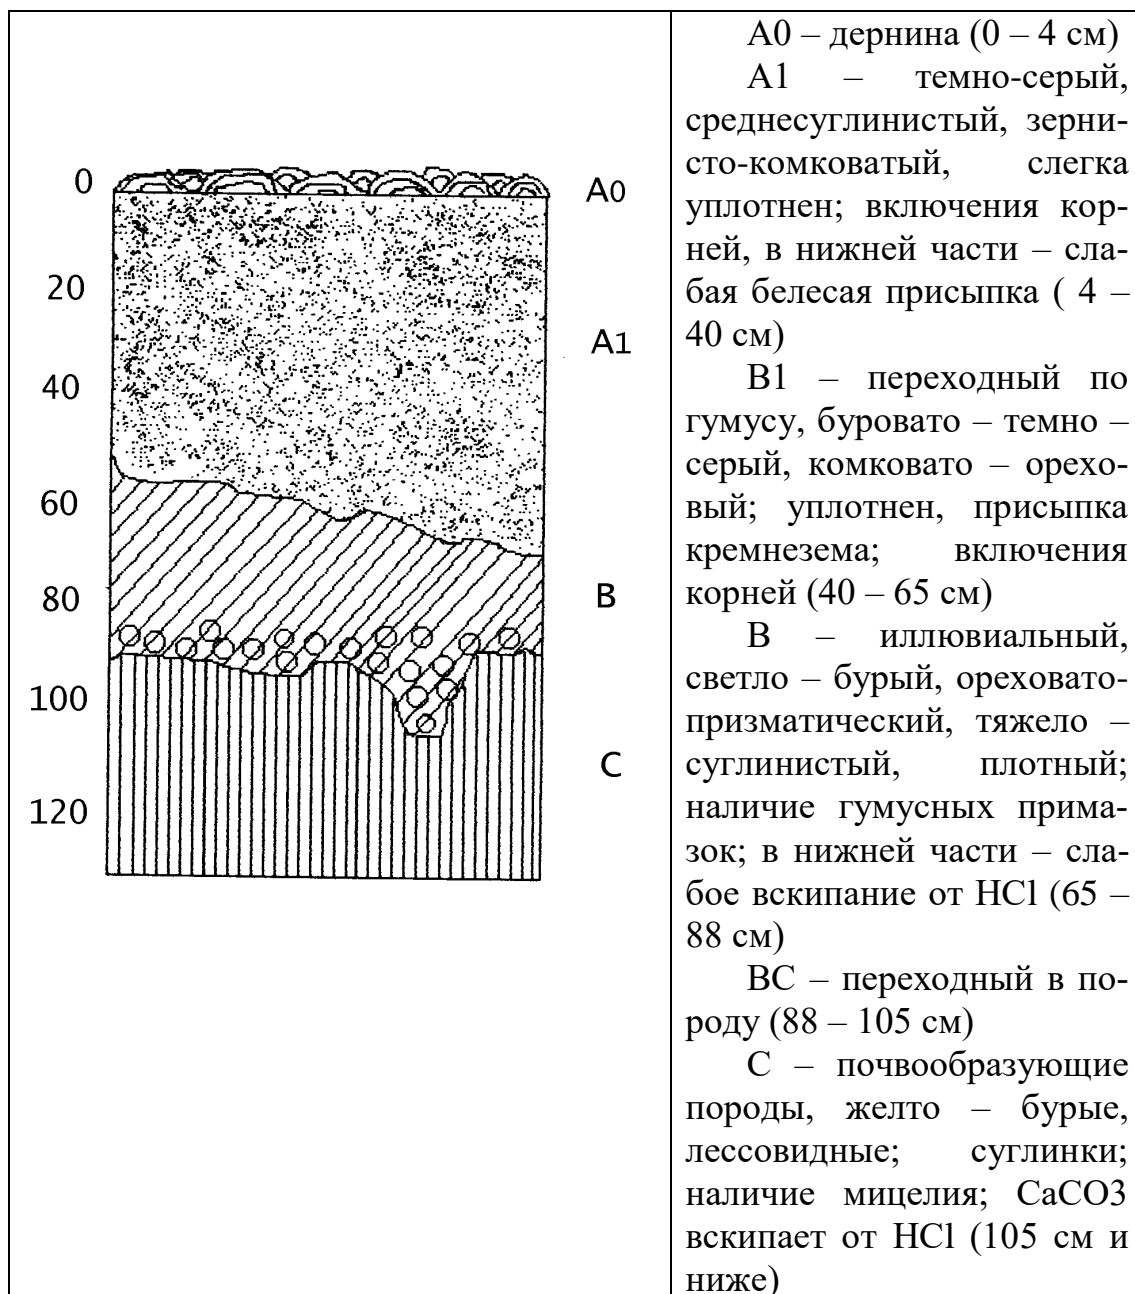 0
20
40
60
80
100
120
А0
А1
В
С
А0 – дернина (0 – 4 см)
А1 – темно-серый,
среднесуглинистый, зерни-
сто-комковатый, слегка
уплотнен; включения кор-
ней, в нижней части – сла-
бая белесая присыпка ( 4 –
40 см)
В1 – переходный по
гумусу, буровато – темно –
серый, комковато – орехо-
вый; уплотнен, присыпка
кремнезема; включения
корней (40 – 65 см)
В – иллювиальный,
светло – бурый, ореховато-
призматический, тяжело –
суглинистый, плотный;
наличие гумусных прима-
зок; в нижней части – сла-
бое вскипание от HCl (65 –
88 см)
ВС – переходный в по-
роду (88 – 105 см)
С – почвообразующие
породы, желто – бурые,
лессовидные; суглинки;
наличие мицелия; CaCO3
вскипает от HCl (105 см и
ниже)